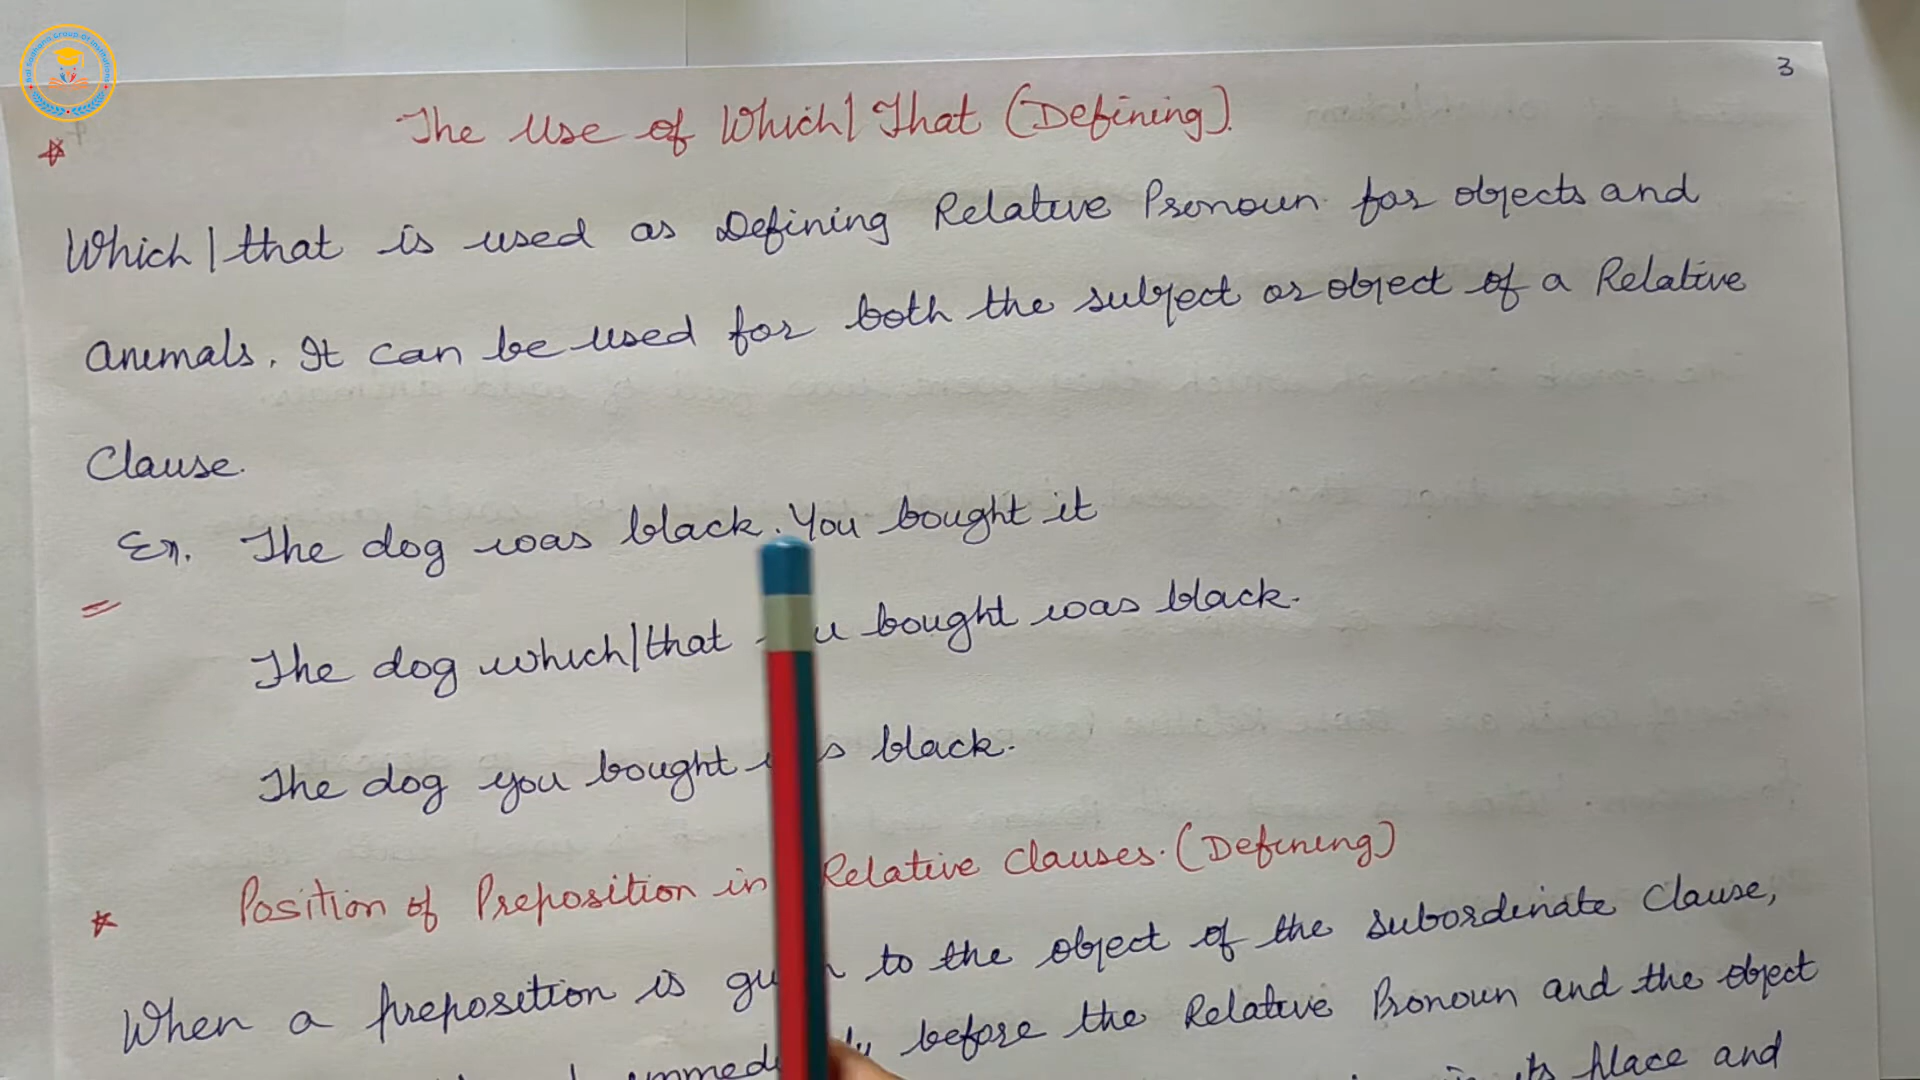 3
The Use of Which/That (Defining).
Which/that is used as Defining Relative Pronoun for objects and
animals. It can be used for both the subject or object of a Relative
Clause.
Ex. The dog was black. You bought it
The dog which/that bought was black.
The dog you bought black.
Position of Preposition in Relative Clauses. (Defining)
When a preposition is to the object of the subordinate Clause,
before the Relative Pronoun and the object
its place and